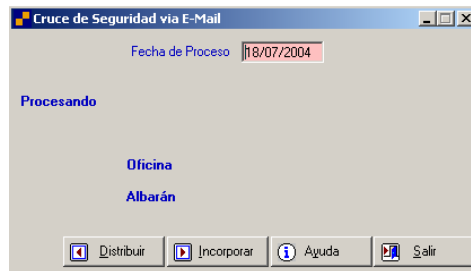 Cruce de Seguridad via E-Mail
Fecha de Proceso 18/07/2004
Procesando
Oficina
Albarán
Distribuir Incorporar Ayuda Salir